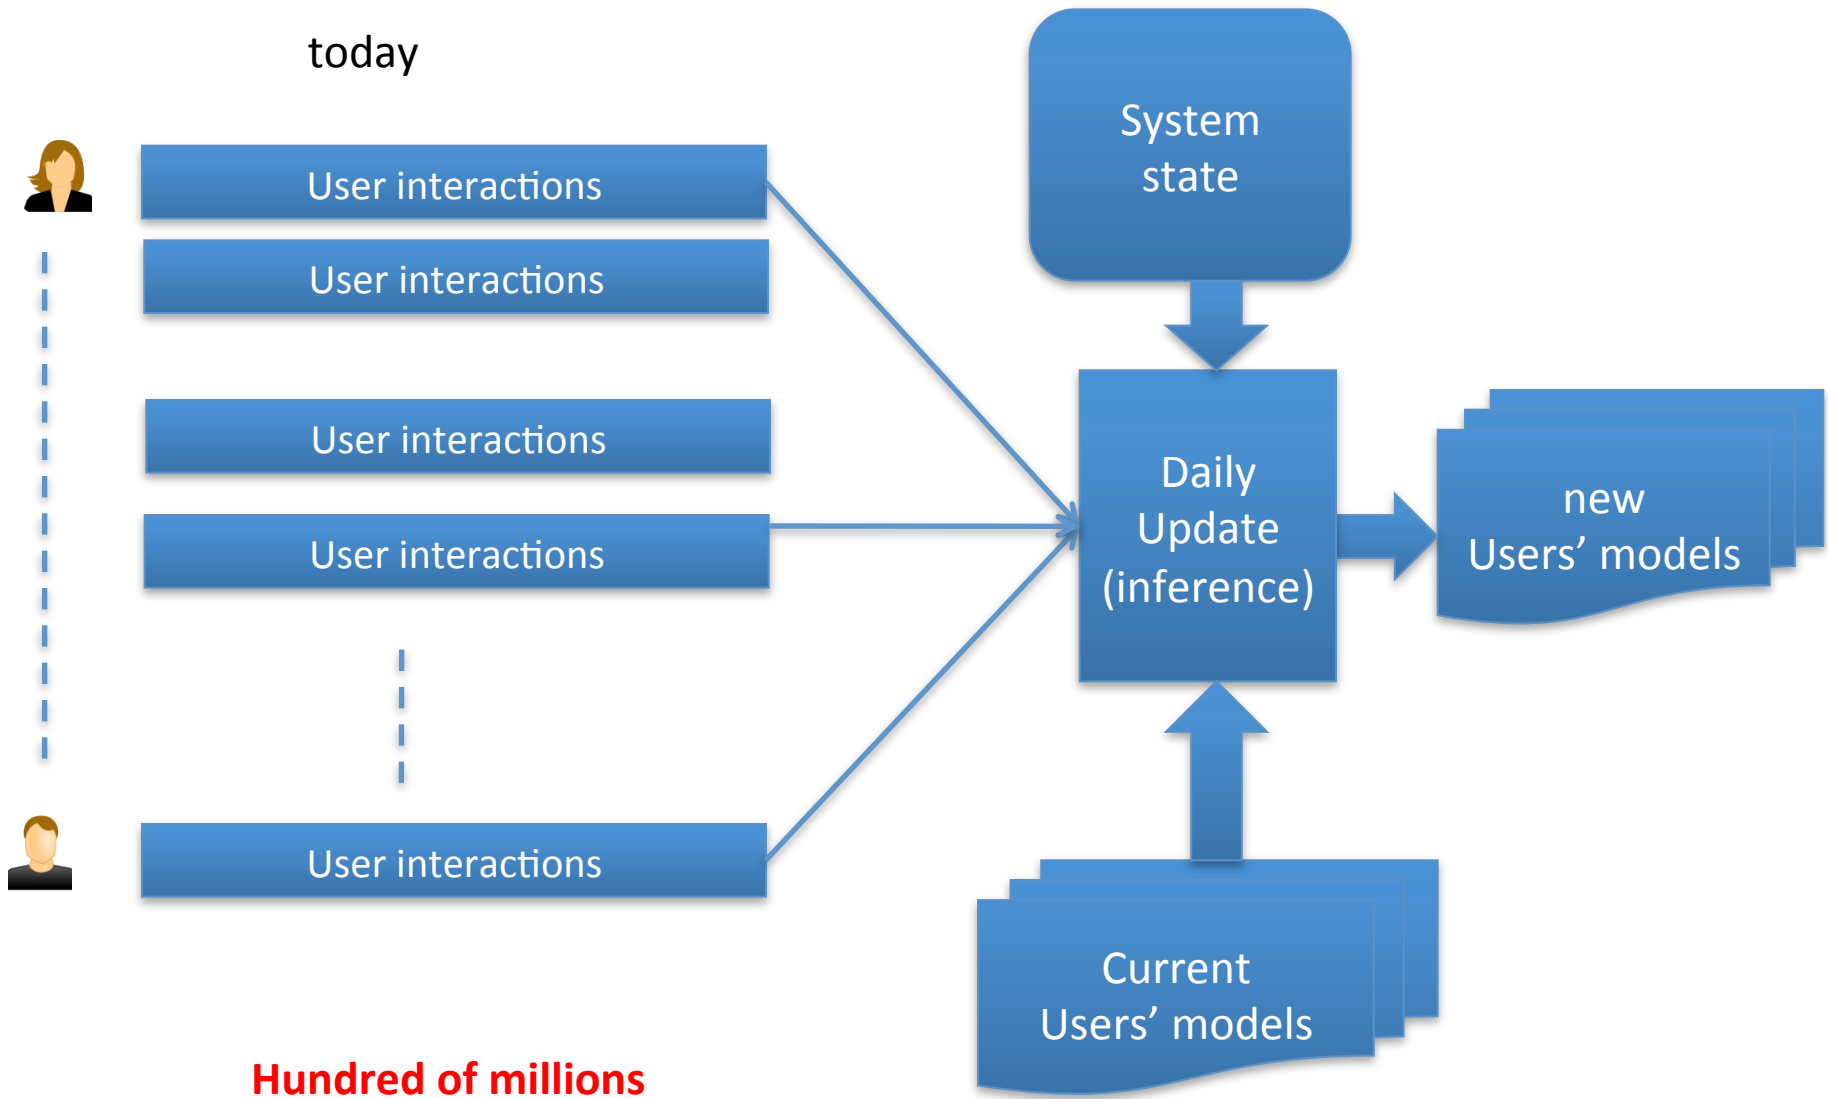 today
User interactions
User interactions
User interactions
User interactions
User interactions
Hundred of millions
System
state
Daily
Update
(inference)
new
Users’ models
Current
Users’ models